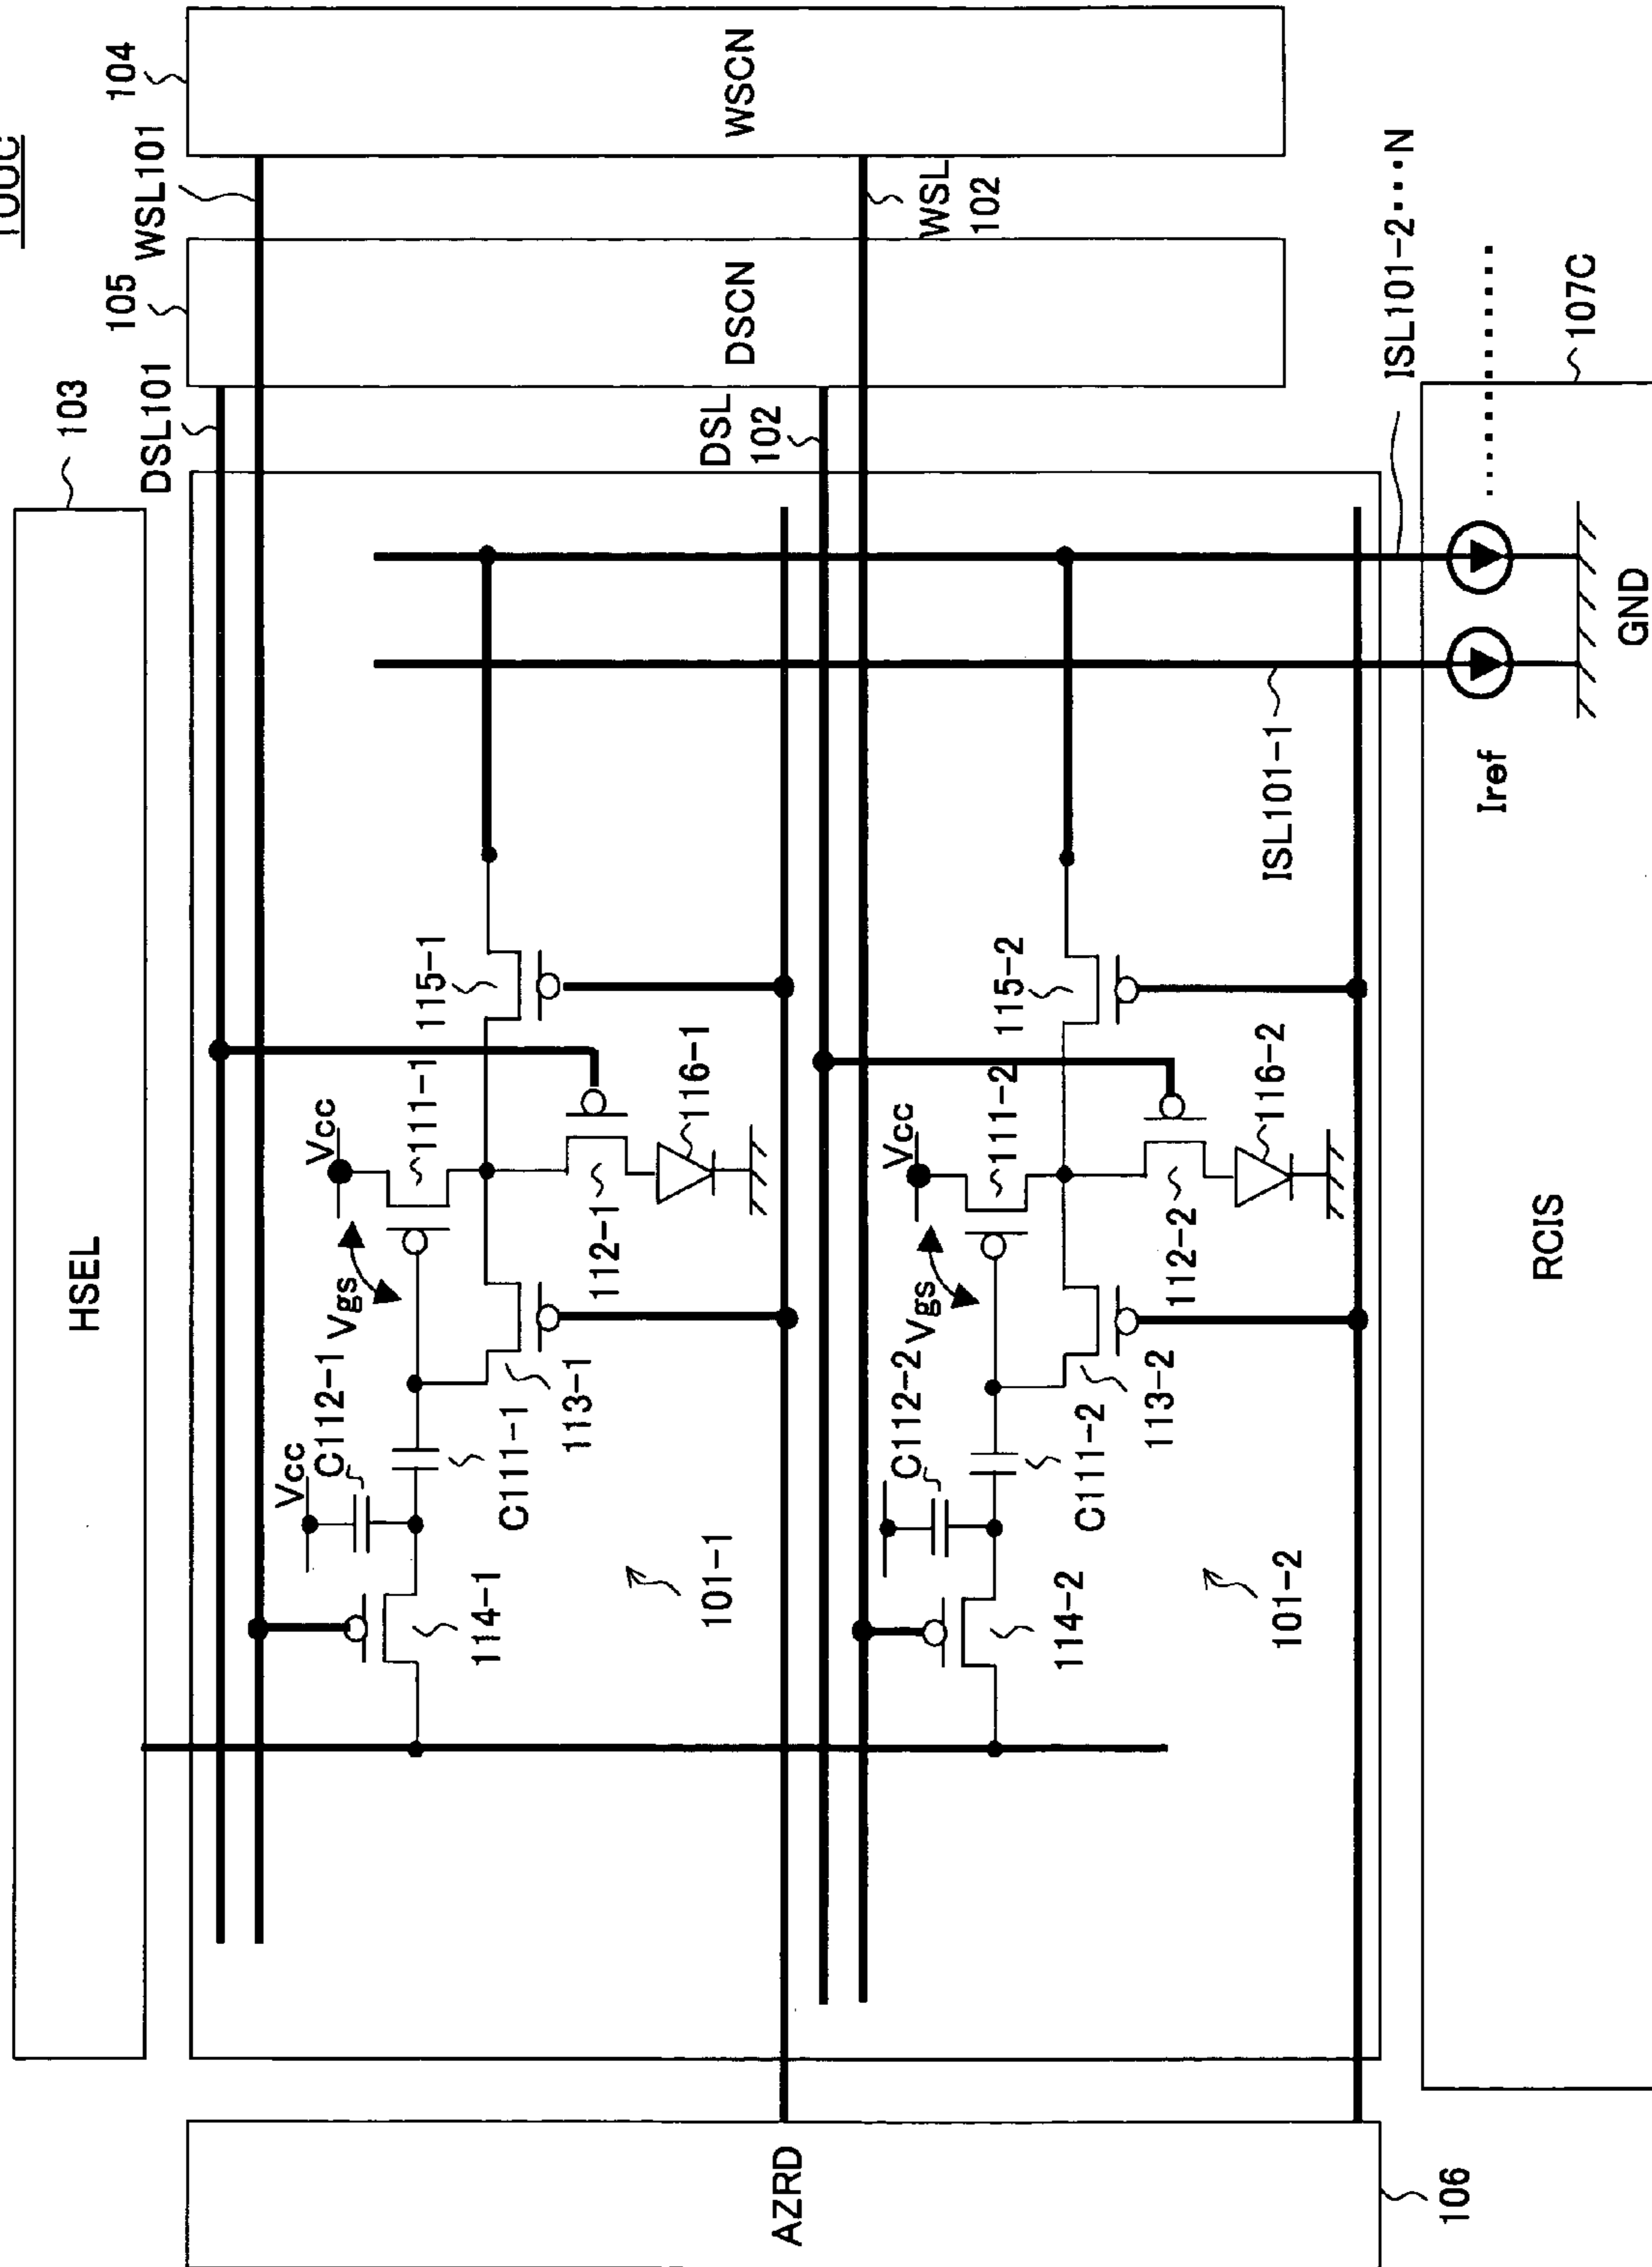 100C
HSEL
103
DSL101
105
WSL101
104
Vcc
C112-1
Vgs
Vcc
111-1
115-1
114-1
C111-1
113-1
112-1
116-1
101-1
DSL
102
DSCN
WSCN
WSL
102
AZRD
C112-2
Vgs
Vcc
111-2
115-2
114-2
C111-2
113-2
112-2
116-2
101-2
ISL101-1
ISL101-2····N
106
RCIS
Iref
GND
107C